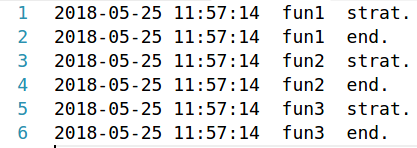 1 2018-05-25 11:57:14  fun1  strat.
2 2018-05-25 11:57:14  fun1  end.
3 2018-05-25 11:57:14  fun2  strat.
4 2018-05-25 11:57:14  fun2  end.
5 2018-05-25 11:57:14  fun3  strat.
6 2018-05-25 11:57:14  fun3  end.